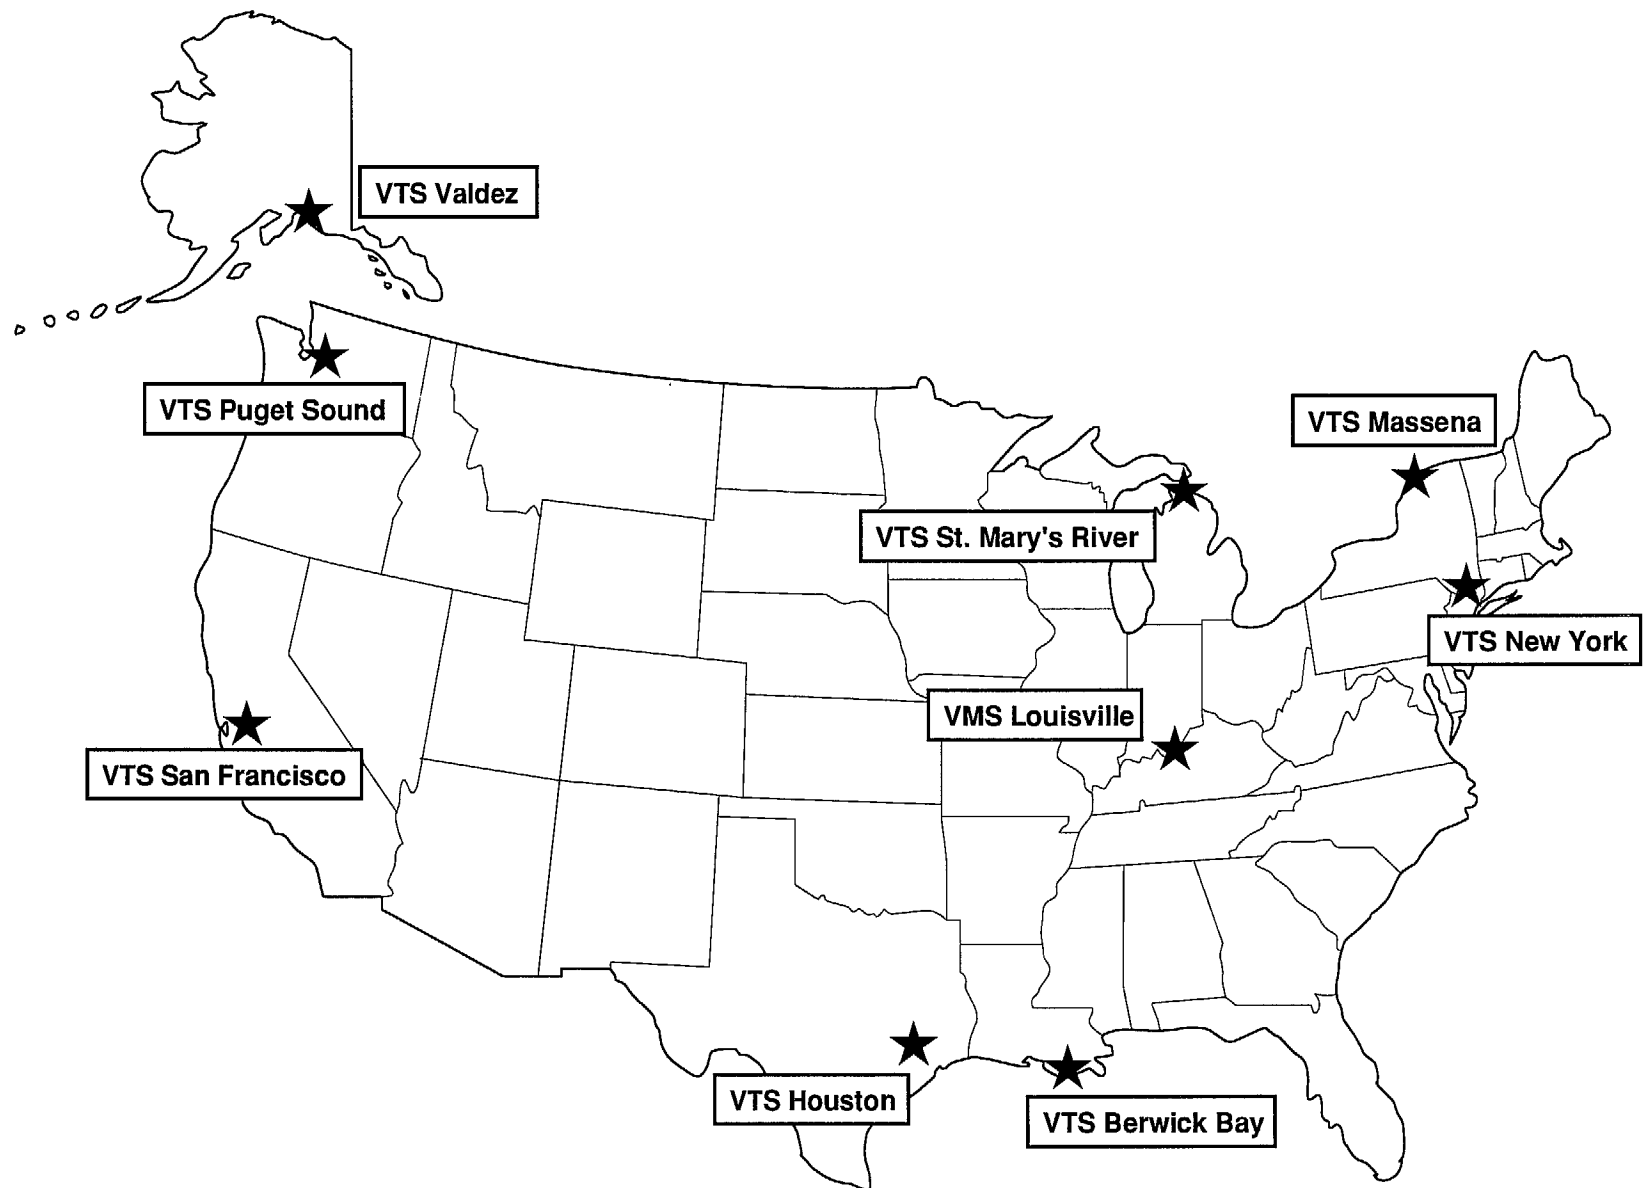 VTS Valdez
VTS Puget Sound
VTS Massena
VTS St. Mary's River
VTS New York
VMS Louisville
VTS San Francisco
VTS Houston
VTS Berwick Bay